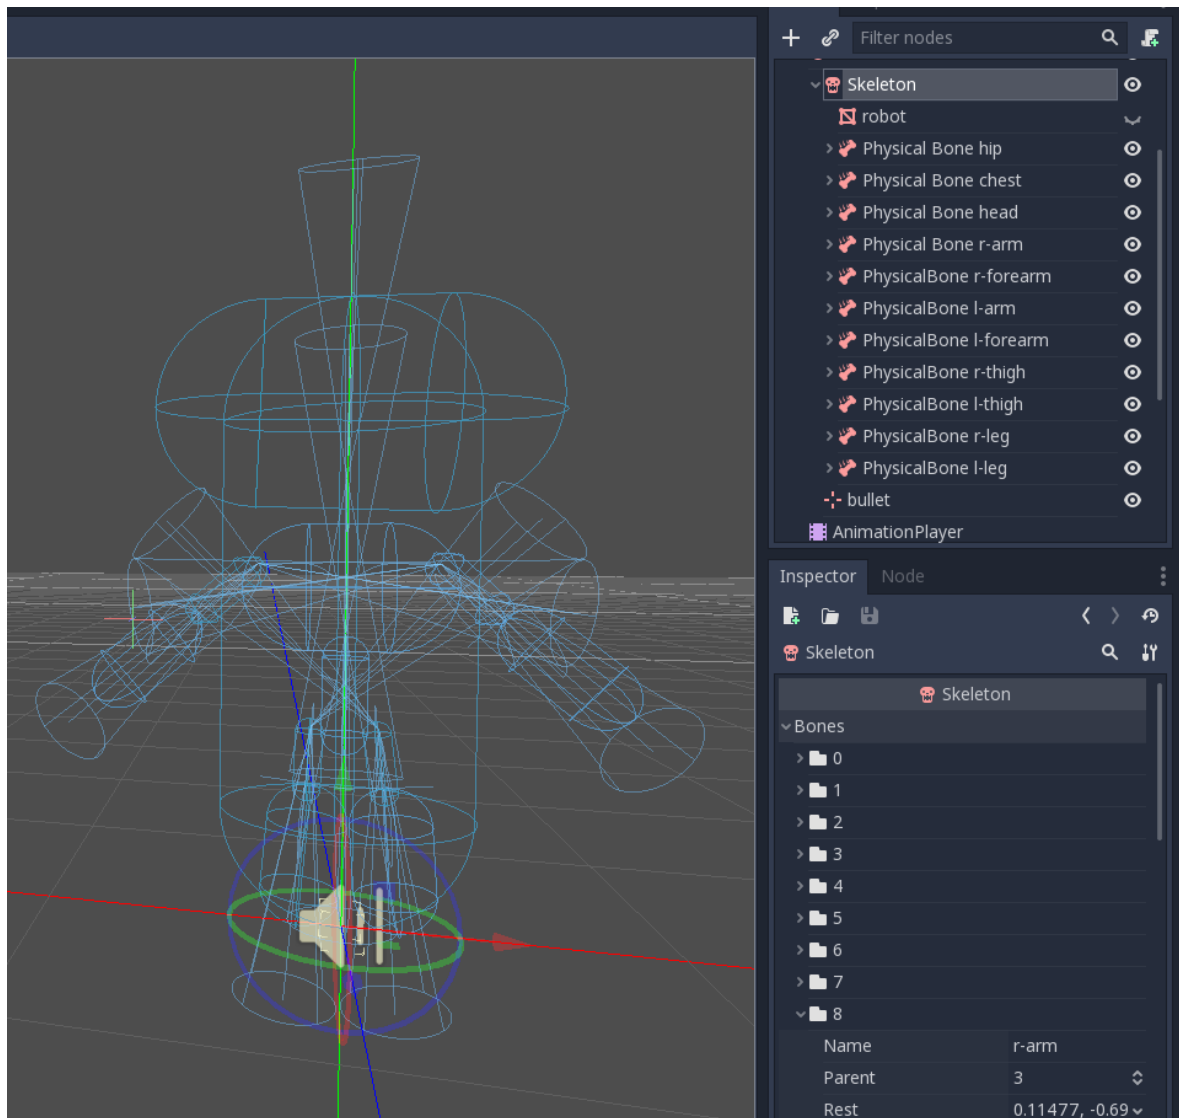 Filter nodes
Skeleton
robot
Physical Bone hip
Physical Bone chest
Physical Bone head
Physical Bone r-arm
PhysicalBone r-forearm
PhysicalBone l-arm
PhysicalBone l-forearm
PhysicalBone r-thigh
PhysicalBone l-thigh
PhysicalBone r-leg
PhysicalBone l-leg
bullet
AnimationPlayer
Inspector Node
Skeleton
Skeleton
Bones
0
1
2
3
4
5
6
7
8
Name r-arm
Parent 3
Rest 0.11477, -0.69